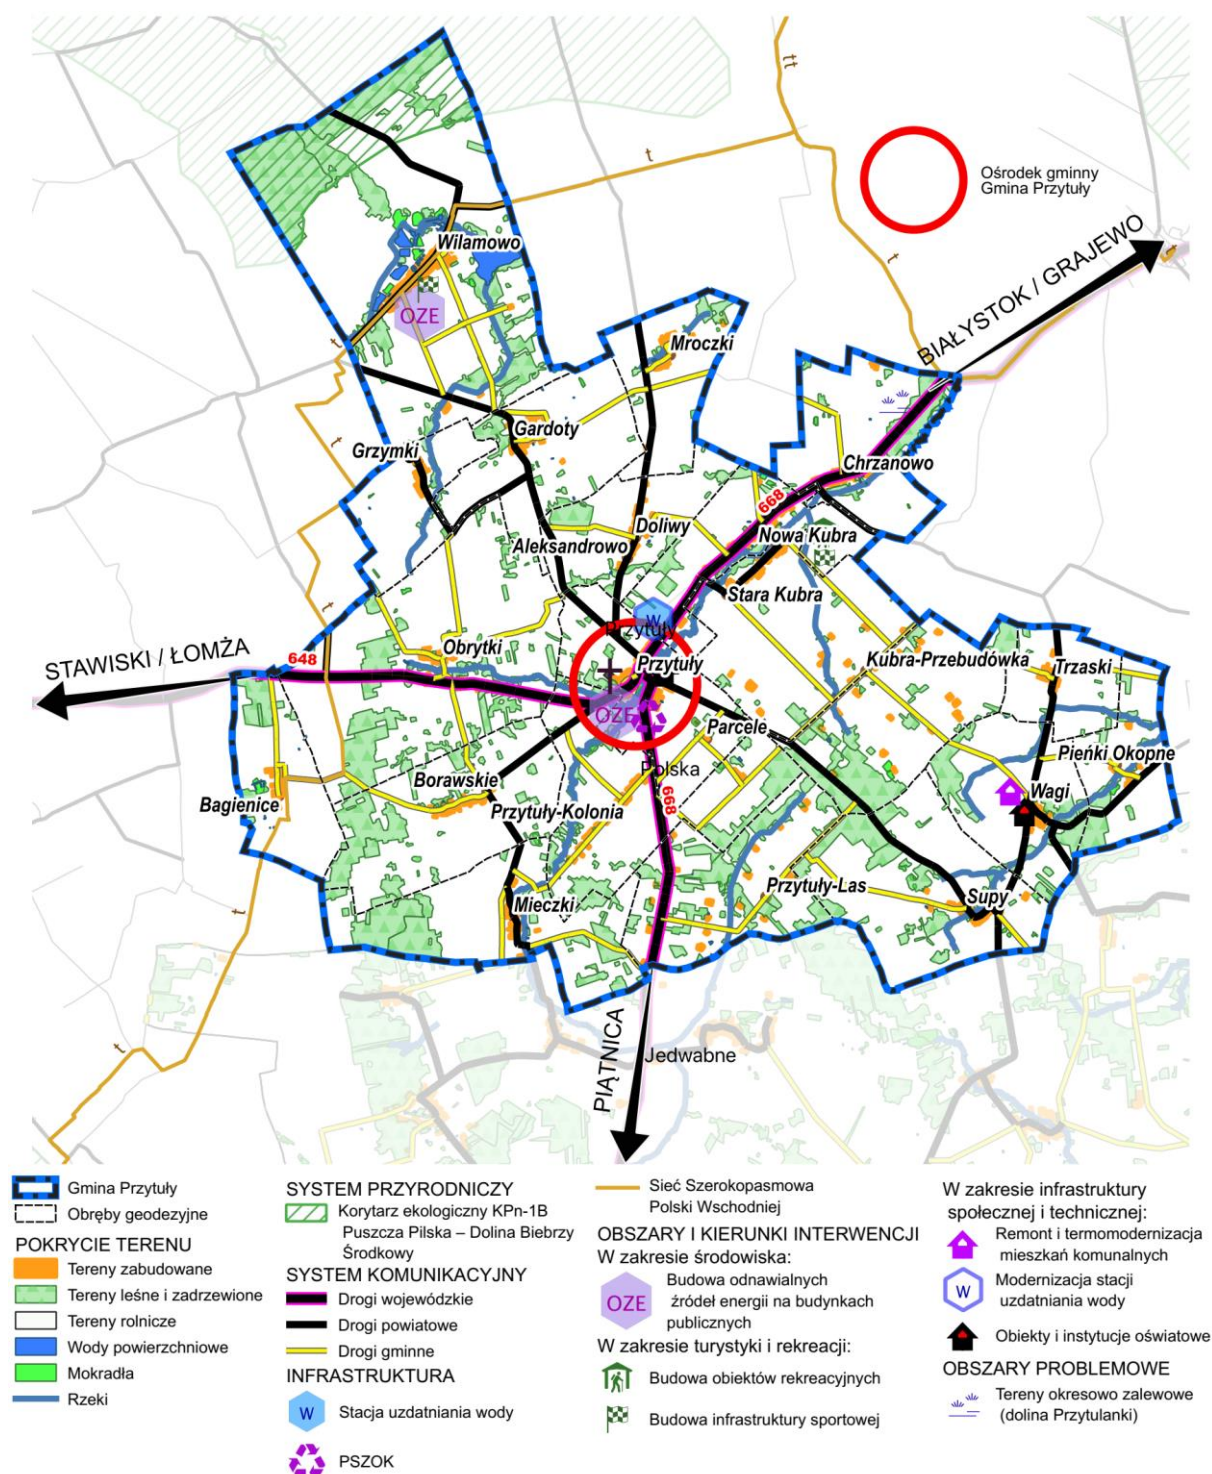 tt
t
Ośrodek gminny
Gmina Przytuły
t
t
Wilamowo
BIAŁYSTOK / GRAJEWO
OZE
t
Mroczki
t
Gardoty
Grzymki
Chrzanowo
668
Doliwy
Nowa Kubra
Aleksandrowo
Stara Kubra
W
t
Przytuły
STAWISKI / ŁOMŻA
648
Obrytki
Przytuły
Kubra-Przebudówka
Trzaski
OZE
Parcele
Pieńki Okopne
Polska
Borawskie
Wagi
Bagienice
Przytuły-Kolonia
668
Przytuły-Las
Supy
Mieczki
t
PIĄTNICA
Jedwabne
t
Gmina Przytuły
Obręby geodezyjne
POKRYCIE TERENU
Tereny zabudowane
Tereny leśne i zadrzewione
Tereny rolnicze
Wody powierzchniowe
Mokradła
Rzeki
SYSTEM PRZYRODNICZY
Korytarz ekologiczny KPn-1B
Puszcza Pilska – Dolina Biebrzy
Środkowy
SYSTEM KOMUNIKACYJNY
Drogi wojewódzkie
Drogi powiatowe
Drogi gminne
INFRASTRUKTURA
W
Stacja uzdatniania wody
PSZOK
Sieć Szerokopasmowa
Polski Wschodniej
OBSZARY I KIERUNKI INTERWENCJI
W zakresie środowiska:
OZE
Budowa odnawialnych
źródeł energii na budynkach
publicznych
W zakresie turystyki i rekreacji:
Budowa obiektów rekreacyjnych
Budowa infrastruktury sportowej
W zakresie infrastruktury
społecznej i technicznej:
Remont i termomodernizacja
mieszkań komunalnych
W
Modernizacja stacji
uzdatniania wody
Obiekty i instytucje oświatowe
OBSZARY PROBLEMOWE
Tereny okresowo zalewowe
(dolina Przytulanki)